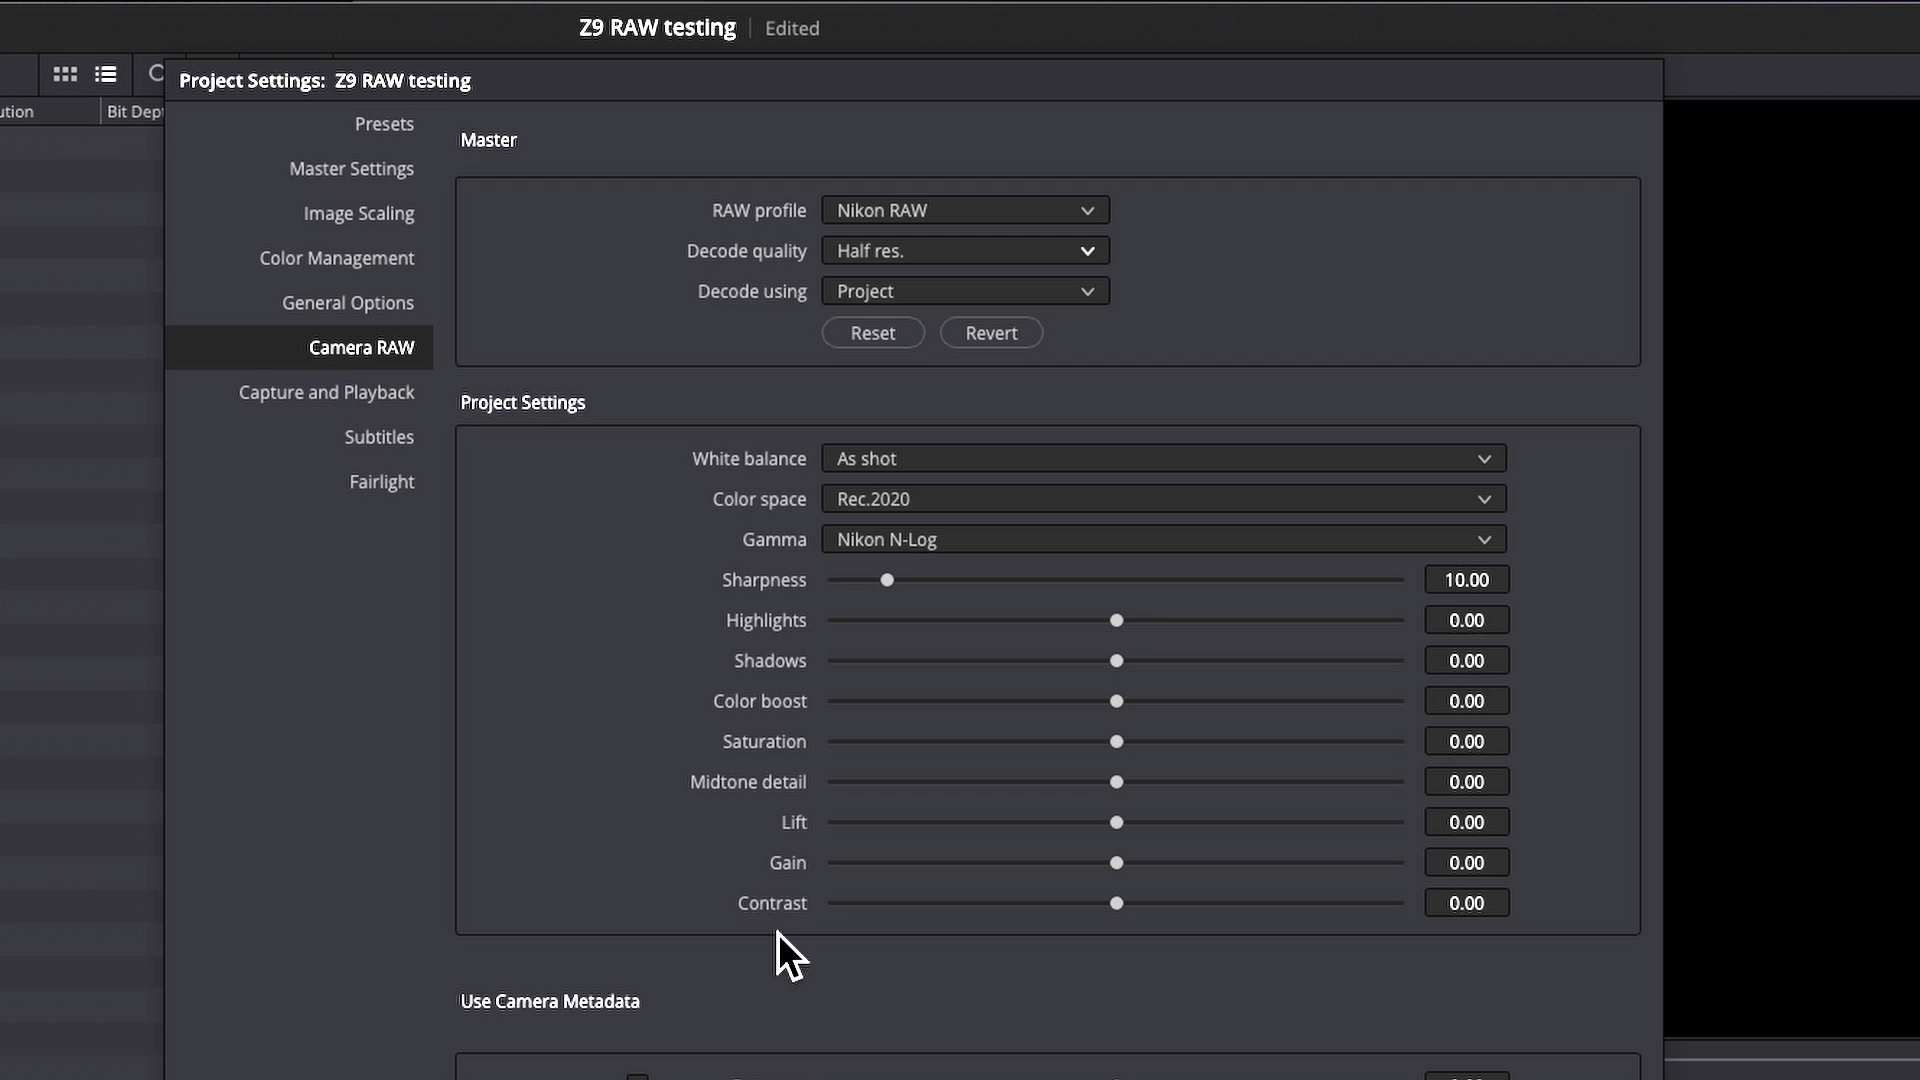 Z9 RAW testing Edited
Project Settings: Z9 RAW testing
ution Bit Dept
Presets
Master Settings
Image Scaling
Color Management
General Options
Camera RAW
Capture and Playback
Subtitles
Fairlight
Master
RAW profile Nikon RAW
Decode quality Half res.
Decode using Project
Reset Revert
Project Settings
White balance As shot
Color space Rec.2020
Gamma Nikon N-Log
Sharpness 10.00
Highlights 0.00
Shadows 0.00
Color boost 0.00
Saturation 0.00
Midtone detail 0.00
Lift 0.00
Gain 0.00
Contrast 0.00
Use Camera Metadata